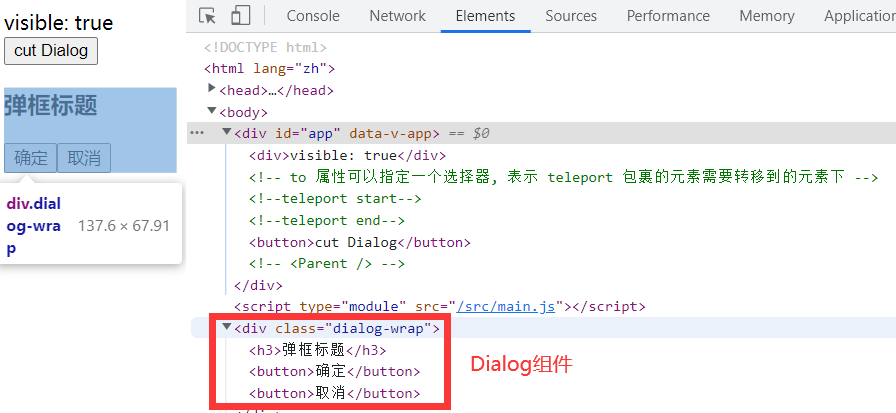 visible: true
cut Dialog
弹框标题
确定 取消
div.dialog-wrap 137.6 × 67.91
Console Network Elements Sources Performance Memory Application
<!DOCTYPE html>
<html lang="zh">
<head>…</head>
<body>
<div id="app" data-v-app> == $0
<div>visible: true</div>
<!-- to 属性可以指定一个选择器, 表示 teleport 包裹的元素需要转移到的元素下 -->
<!--teleport start-->
<!--teleport end-->
<button>cut Dialog</button>
<!-- <Parent /> -->
</div>
<script type="module" src="/src/main.js"></script>
<div class="dialog-wrap">
<h3>弹框标题</h3>
<button>确定</button>
<button>取消</button>
Dialog组件